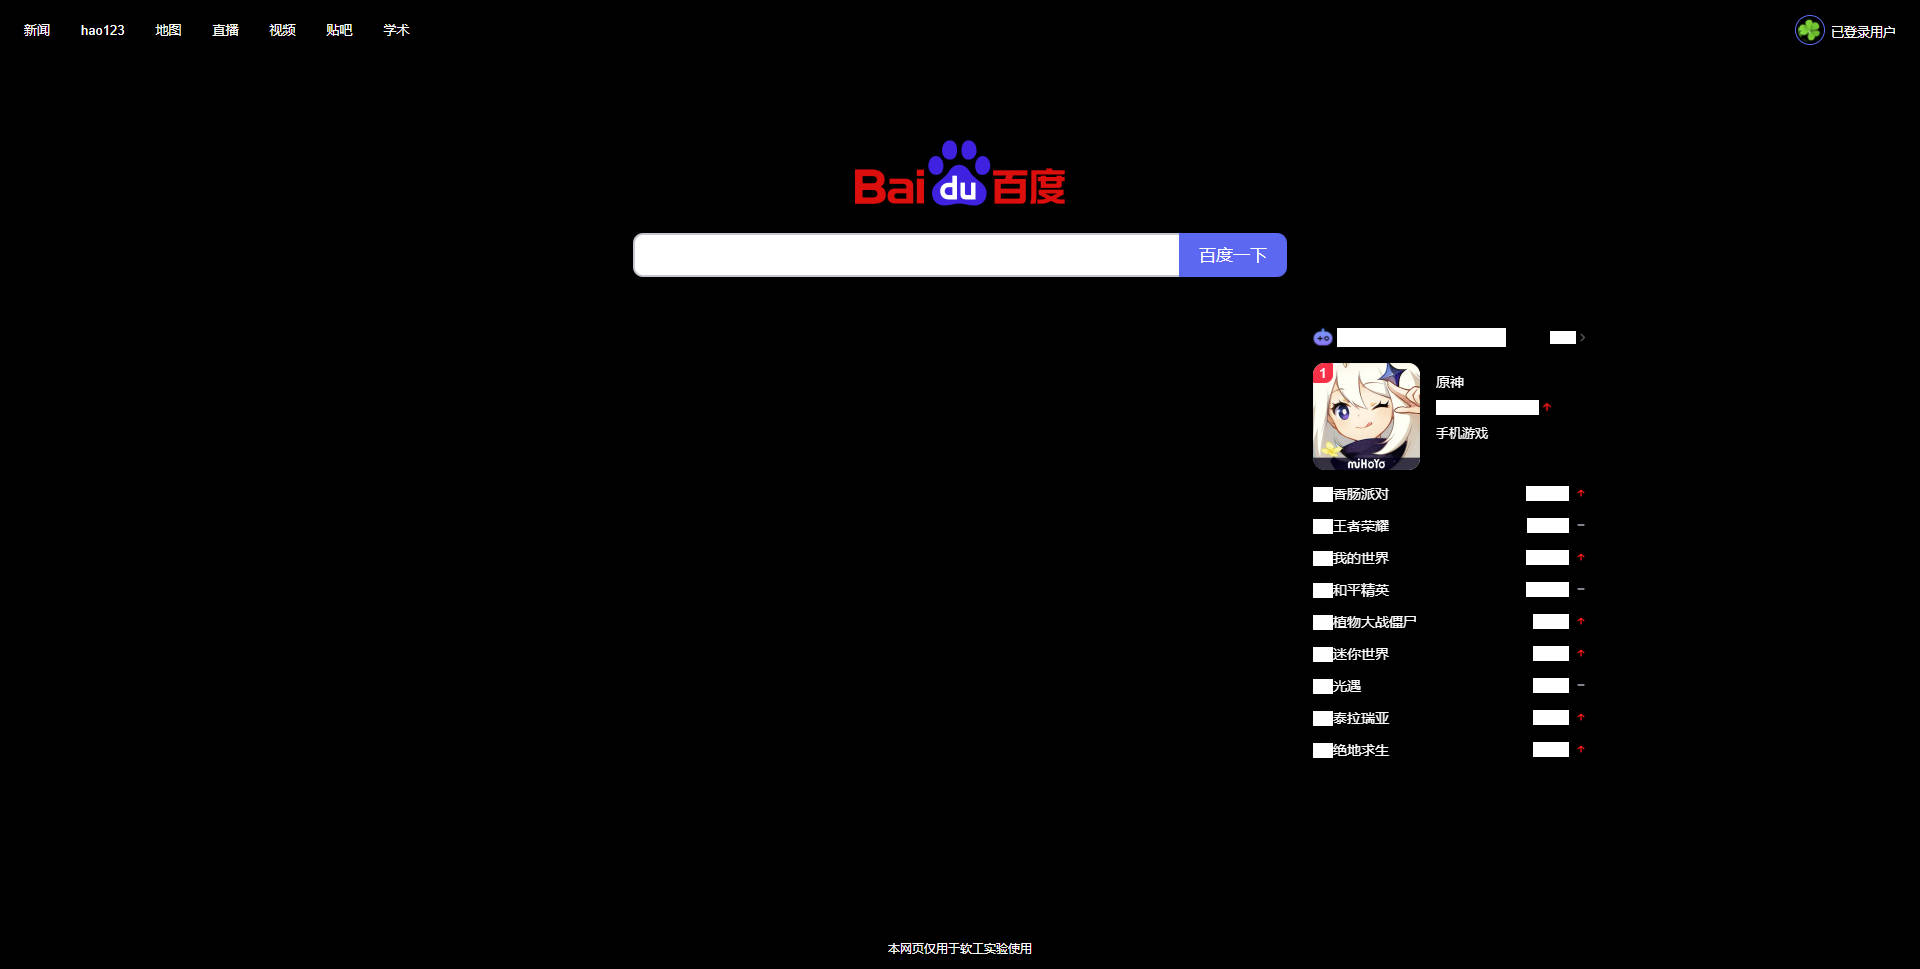 新闻 hao123 地图 直播 视频 贴吧 学术 已登录用户
Bai du 百度
百度一下
1
原神
手机游戏
miHoYo
香肠派对
王者荣耀
我的世界
和平精英
植物大战僵尸
迷你世界
光遇
泰拉瑞亚
绝地求生
本网页仅用于软工实验使用